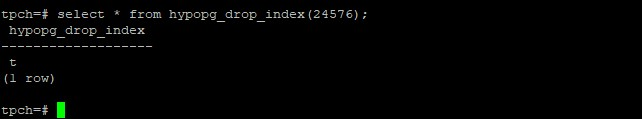 tpch=# select * from hypopg_drop_index(24576);
 hypopg_drop_index
-------------------
 t
(1 row)

tpch=#